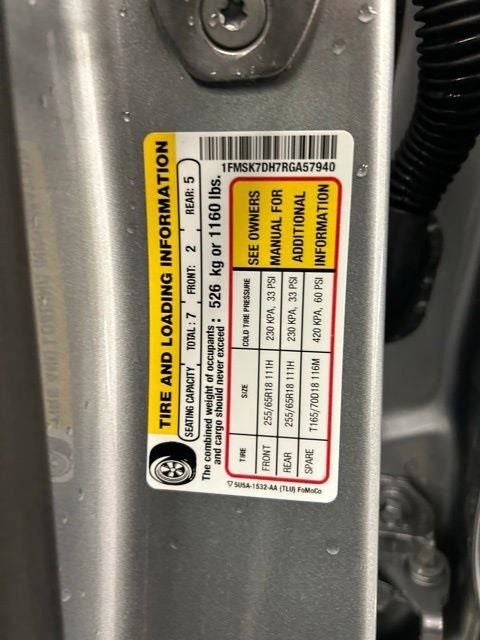 1FMSK7DH7RGA57940
TIRE AND LOADING INFORMATION
SEATING CAPACITY TOTAL: 7 FRONT: 2 REAR: 5
The combined weight of occupants
and cargo should never exceed: 526 kg or 1160 lbs.
TIRE SIZE COLD TIRE PRESSURE
FRONT 255/65R18 111H 230 KPA, 33 PSI
REAR 255/65R18 111H 230 KPA, 33 PSI
SPARE T165/70D18 116M 420 KPA, 60 PSI
SEE OWNERS
MANUAL FOR
ADDITIONAL
INFORMATION
5U5A-1532-AA (TLU) FoMoCo